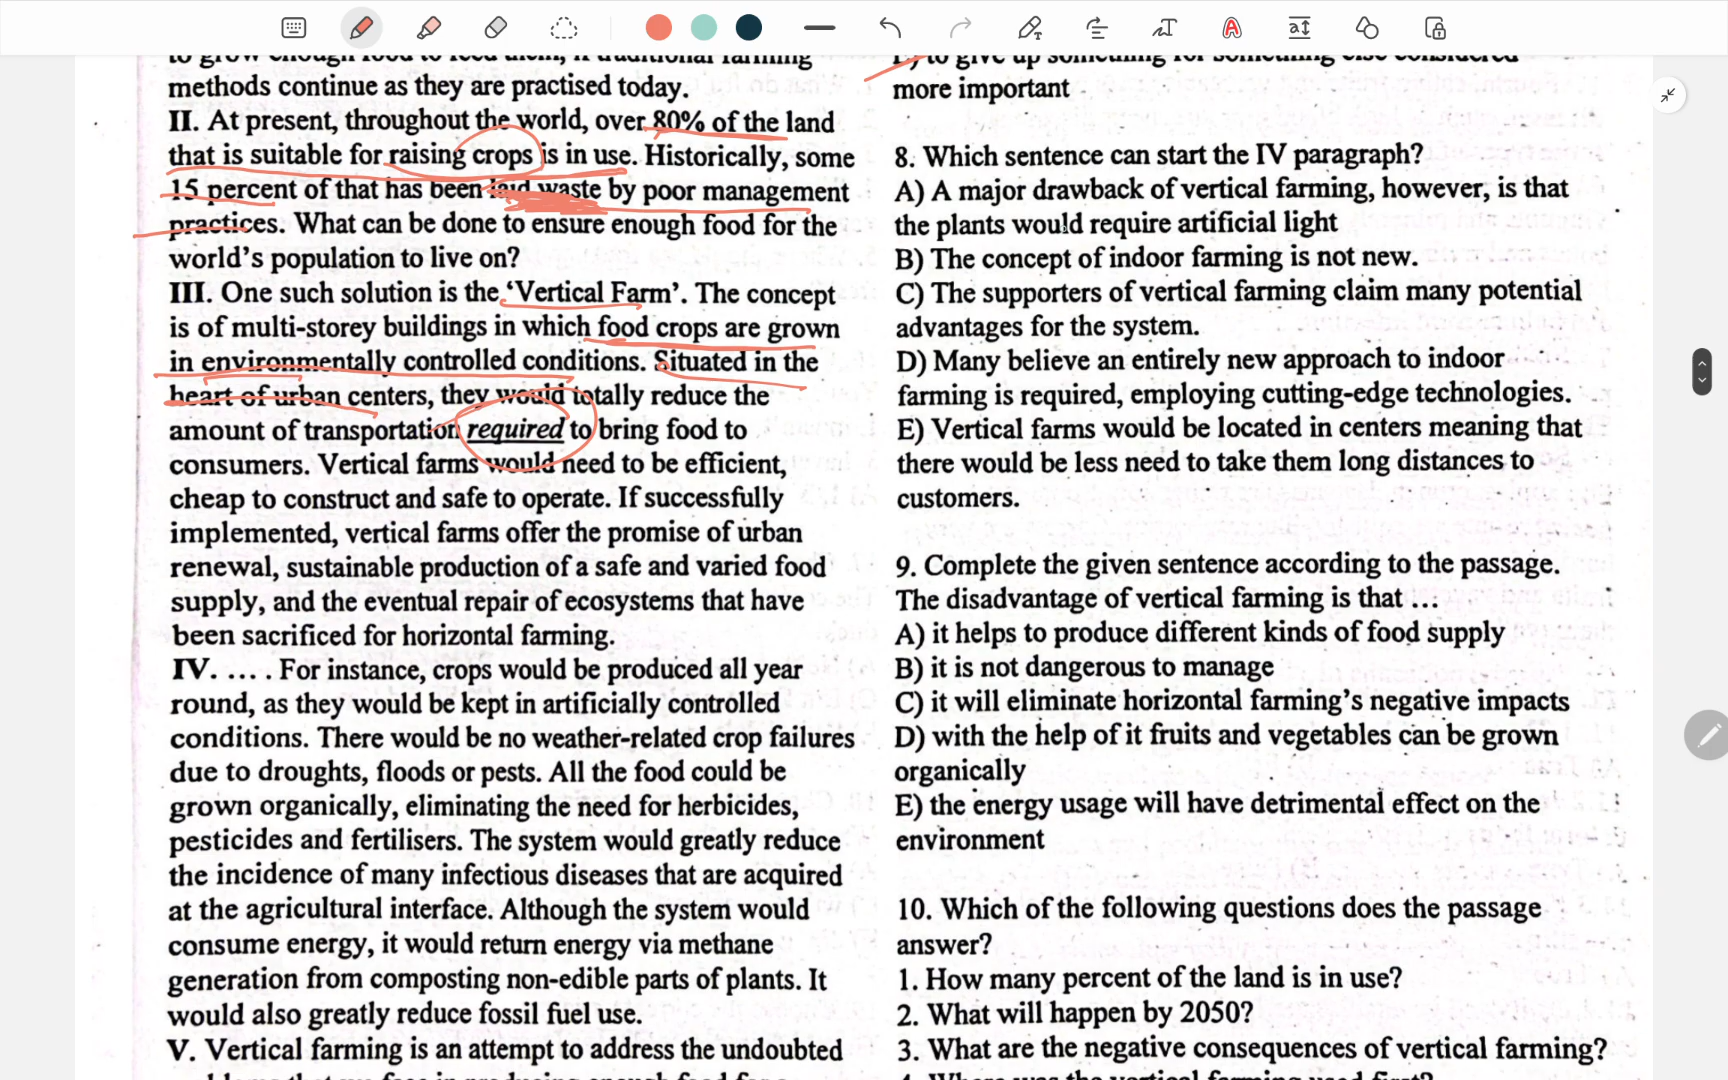 to grow enough food to feed them, if traditional farming
methods continue as they are practised today.
II. At present, throughout the world, over 80% of the land
that is suitable for raising crops is in use. Historically, some
15 percent of that has been laid waste by poor management
practices. What can be done to ensure enough food for the
world's population to live on?
III. One such solution is the 'Vertical Farm'. The concept
is of multi-storey buildings in which food crops are grown
in environmentally controlled conditions. Situated in the
heart of urban centers, they would totally reduce the
amount of transportation required to bring food to
consumers. Vertical farms would need to be efficient,
cheap to construct and safe to operate. If successfully
implemented, vertical farms offer the promise of urban
renewal, sustainable production of a safe and varied food
supply, and the eventual repair of ecosystems that have
been sacrificed for horizontal farming.
IV. .... For instance, crops would be produced all year
round, as they would be kept in artificially controlled
conditions. There would be no weather-related crop failures
due to droughts, floods or pests. All the food could be
grown organically, eliminating the need for herbicides,
pesticides and fertilisers. The system would greatly reduce
the incidence of many infectious diseases that are acquired
at the agricultural interface. Although the system would
consume energy, it would return energy via methane
generation from composting non-edible parts of plants. It
would also greatly reduce fossil fuel use.
V. Vertical farming is an attempt to address the undoubted
to give up something for something else considered
more important
8. Which sentence can start the IV paragraph?
A) A major drawback of vertical farming, however, is that
the plants would require artificial light
B) The concept of indoor farming is not new.
C) The supporters of vertical farming claim many potential
advantages for the system.
D) Many believe an entirely new approach to indoor
farming is required, employing cutting-edge technologies.
E) Vertical farms would be located in centers meaning that
there would be less need to take them long distances to
customers.
9. Complete the given sentence according to the passage.
The disadvantage of vertical farming is that ...
A) it helps to produce different kinds of food supply
B) it is not dangerous to manage
C) it will eliminate horizontal farming's negative impacts
D) with the help of it fruits and vegetables can be grown
organically
E) the energy usage will have detrimental effect on the
environment
10. Which of the following questions does the passage
answer?
1. How many percent of the land is in use?
2. What will happen by 2050?
3. What are the negative consequences of vertical farming?